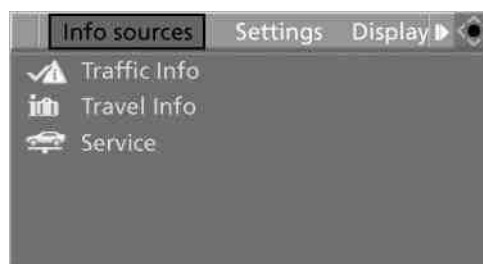 Info sources Settings Display
Traffic Info
Travel Info
Service